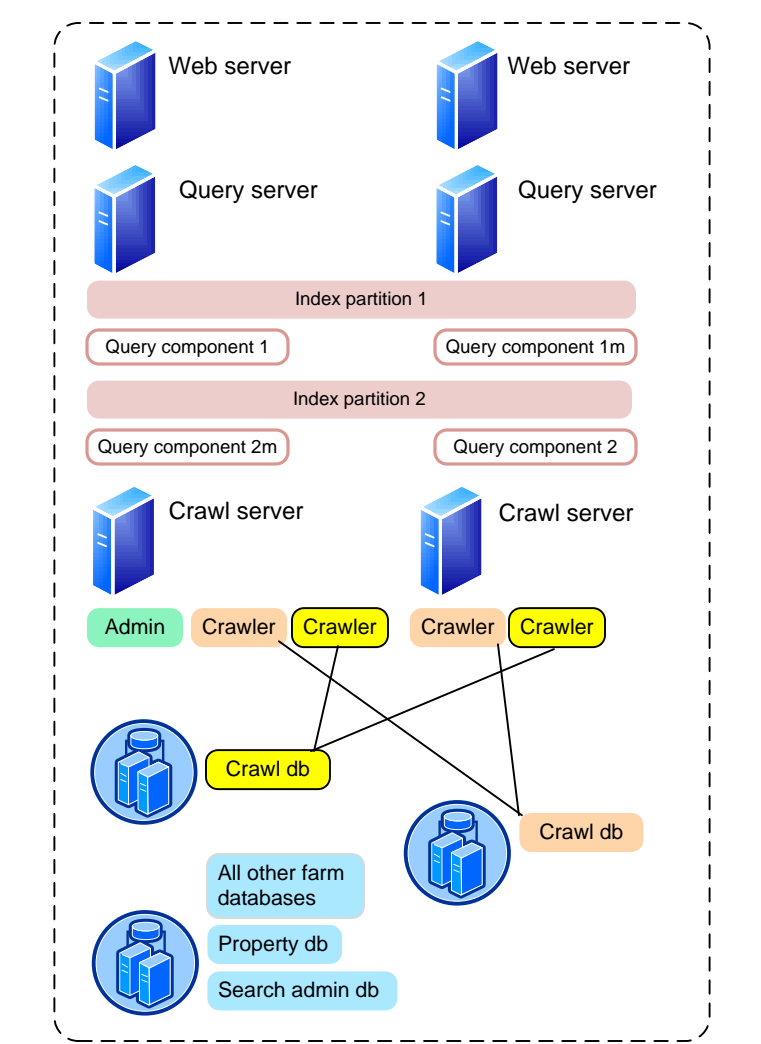 Web server
Web server
Query server
Query server
Index partition 1
Query component 1
Query component 1m
Index partition 2
Query component 2m
Query component 2
Crawl server
Crawl server
Admin
Crawler
Crawler
Crawler
Crawler
Crawl db
Crawl db
All other farm
databases
Property db
Search admin db